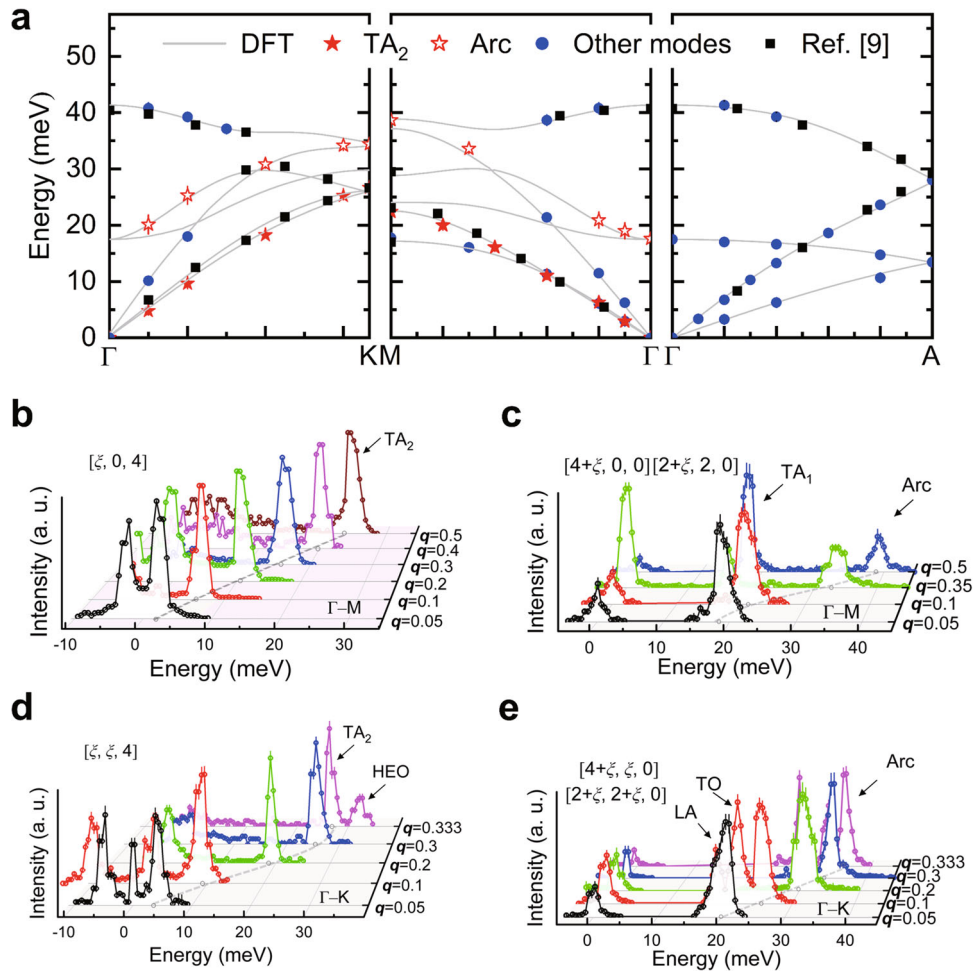 a
DFT TA₂ Arc Other modes Ref. [9]
Energy (meV)
50
40
30
20
10
0
Γ K M Γ Γ A
b
[ξ, 0, 4]
TA₂
Intensity (a. u.)
q=0.5
q=0.4
q=0.3
q=0.2
q=0.1
q=0.05
Γ–M
-10 0 10 20 30
Energy (meV)
c
[4+ξ, 0, 0] [2+ξ, 2, 0]
TA₁
Arc
Intensity (a. u.)
q=0.5
q=0.35
q=0.1
q=0.05
Γ–M
0 10 20 30 40
Energy (meV)
d
[ξ, ξ, 4]
TA₂
HEO
Intensity (a. u.)
q=0.333
q=0.3
q=0.2
q=0.1
q=0.05
Γ–K
-10 0 10 20 30
Energy (meV)
e
[4+ξ, ξ, 0]
[2+ξ, 2+ξ, 0]
TO
LA
Arc
Intensity (a. u.)
q=0.333
q=0.3
q=0.2
q=0.1
q=0.05
Γ–K
0 10 20 30 40
Energy (meV)